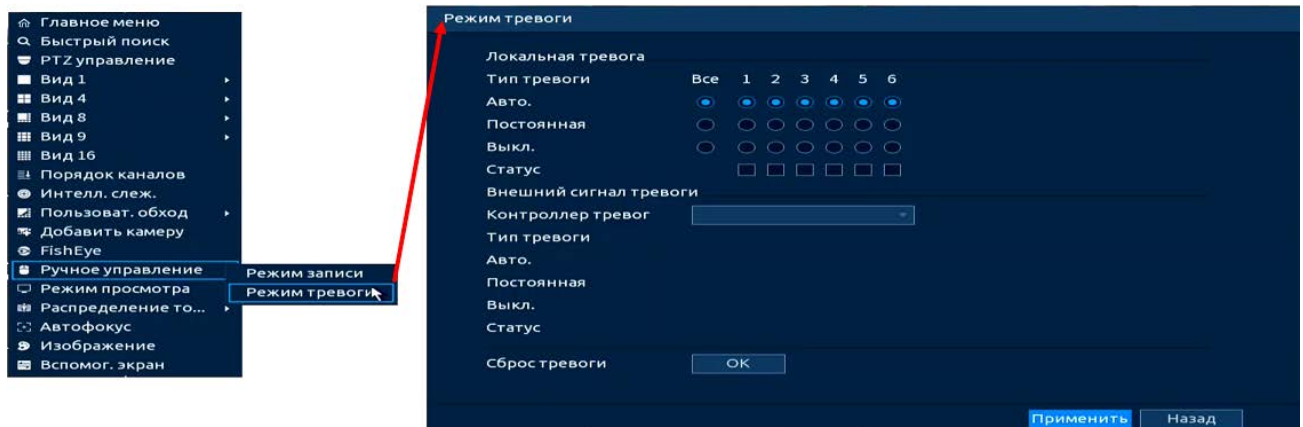 Главное меню
Быстрый поиск
PTZ управление
Вид 1
Вид 4
Вид 8
Вид 9
Вид 16
Порядок каналов
Интелл. слеж.
Пользоват. обход
Добавить камеру
FishEye
Ручное управление
Режим просмотра
Распределение то...
Автофокус
Изображение
Вспомог. экран
Режим записи
Режим тревоги
Режим тревоги
Локальная тревога
Тип тревоги Все 1 2 3 4 5 6
Авто.
Постоянная
Выкл.
Статус
Внешний сигнал тревоги
Контроллер тревог
Тип тревоги
Авто.
Постоянная
Выкл.
Статус
Сброс тревоги OK
Применить Назад